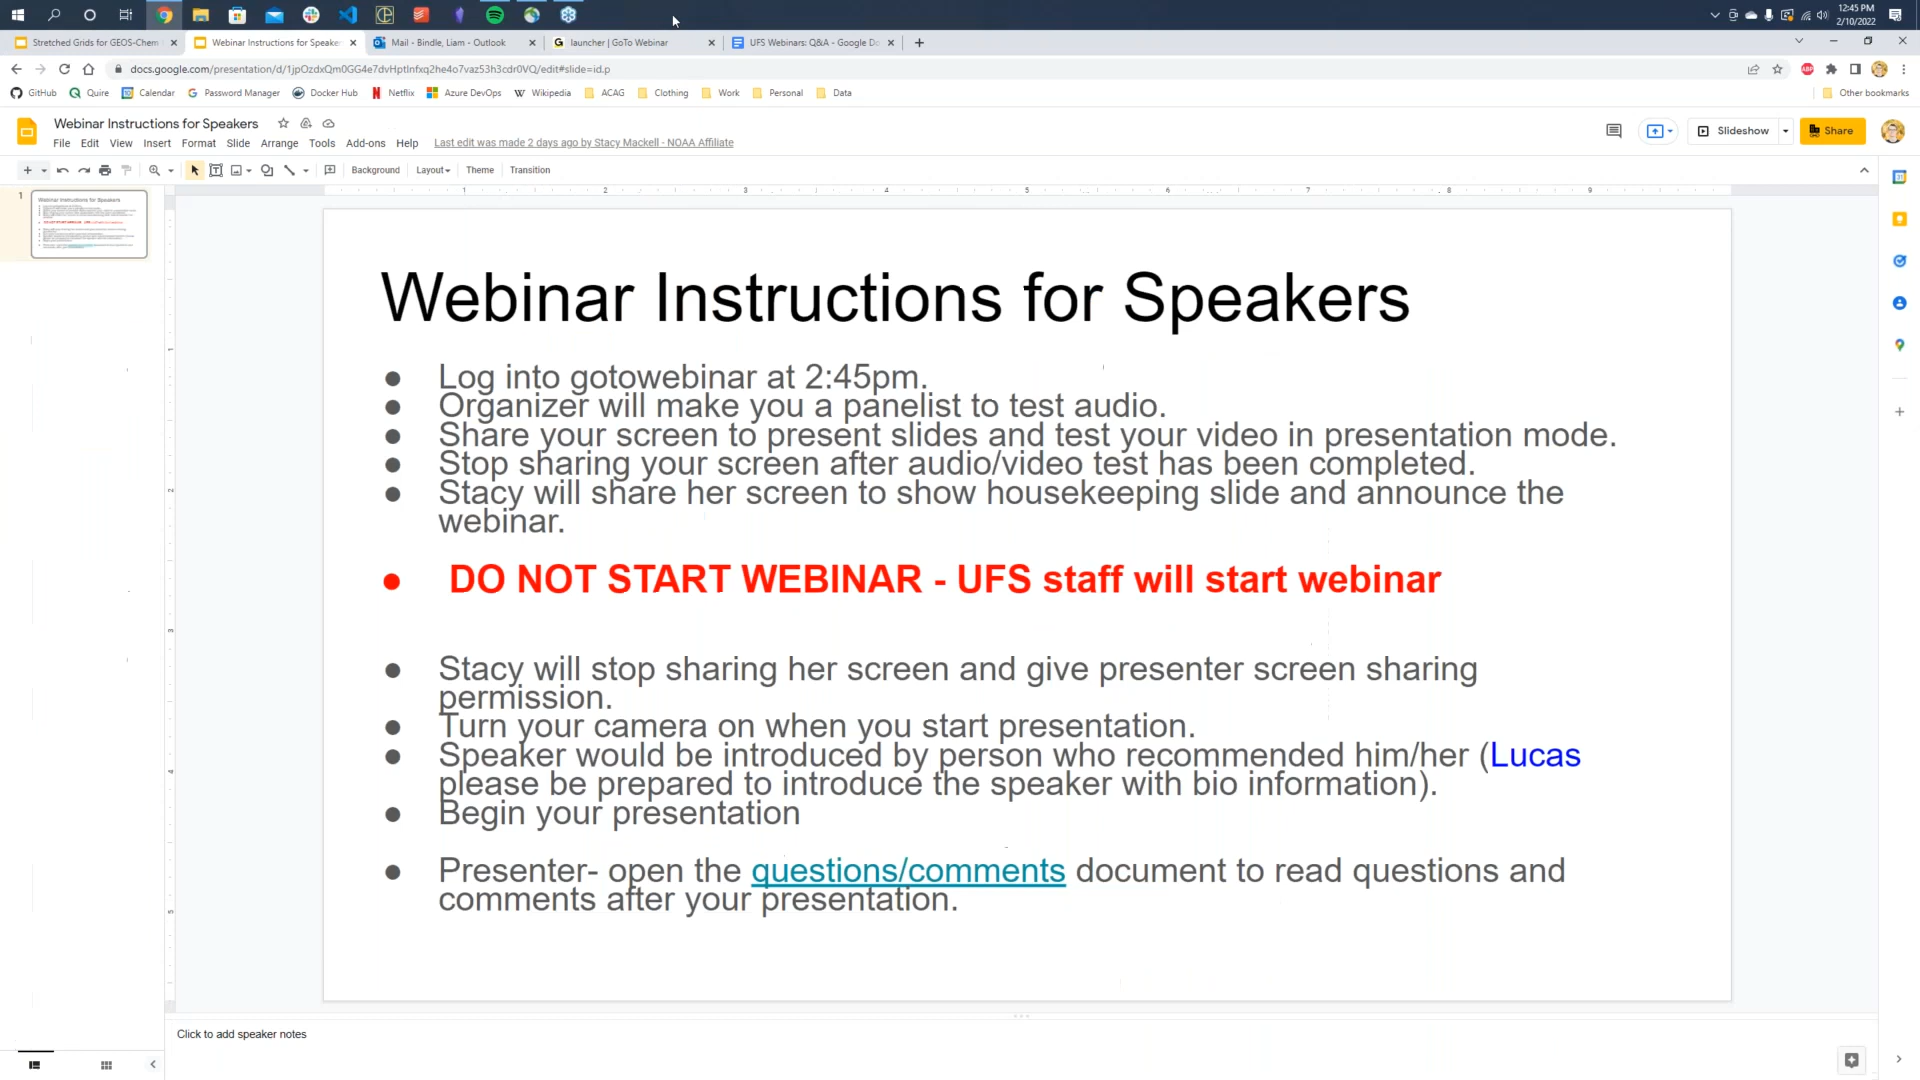 12:45 PM
2/10/2022
Stretched Grids for GEOS-Chem
Webinar Instructions for Speake
Mail - Bindle, Liam - Outlook
launcher | GoTo Webinar
UFS Webinars: Q&A - Google Do
GitHub
Quire
Calendar
Password Manager
Docker Hub
Netflix
Azure DevOps
Wikipedia
ACAG
Clothing
Work
Personal
Data
Other bookmarks
Webinar Instructions for Speakers
File Edit View Insert Format Slide Arrange Tools Add-ons Help
Last edit was made 2 days ago by Stacy Mackell - NOAA Affiliate
Slideshow
Share
Background
Layout
Theme
Transition
1
Webinar Instructions for Speakers
Webinar Instructions for Speakers
● Log into gotowebinar at 2:45pm.
● Organizer will make you a panelist to test audio.
● Share your screen to present slides and test your video in presentation mode.
● Stop sharing your screen after audio/video test has been completed.
● Stacy will share her screen to show housekeeping slide and announce the
webinar.
● DO NOT START WEBINAR - UFS staff will start webinar
● Stacy will stop sharing her screen and give presenter screen sharing
permission.
● Turn your camera on when you start presentation.
● Speaker would be introduced by person who recommended him/her (Lucas
please be prepared to introduce the speaker with bio information).
● Begin your presentation
● Presenter- open the questions/comments document to read questions and
comments after your presentation.
Click to add speaker notes